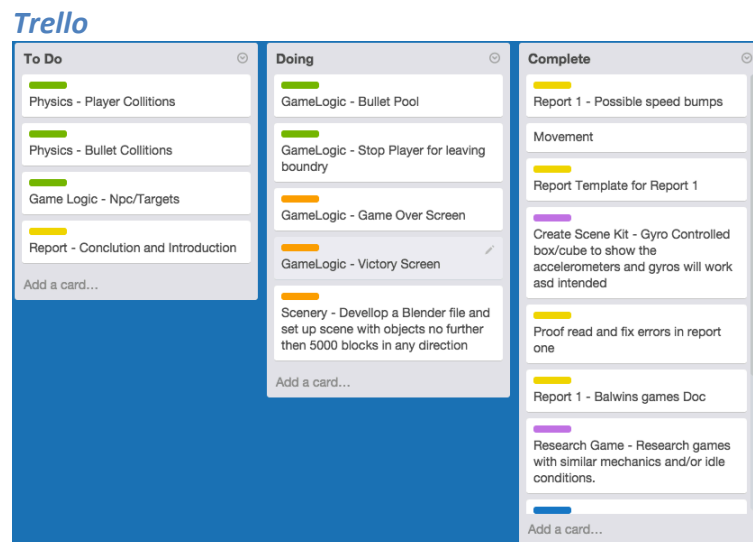 Trello
To Do
Physics - Player Collitions
Physics - Bullet Collitions
Game Logic - Npc/Targets
Report - Conclution and Introduction
Add a card...
Doing
GameLogic - Bullet Pool
GameLogic - Stop Player for leaving
boundry
GameLogic - Game Over Screen
GameLogic - Victory Screen
Scenery - Devellop a Blender file and
set up scene with objects no further
then 5000 blocks in any direction
Add a card...
Complete
Report 1 - Possible speed bumps
Movement
Report Template for Report 1
Create Scene Kit - Gyro Controlled
box/cube to show the
accelerometers and gyros will work
asd intended
Proof read and fix errors in report
one
Report 1 - Balwins games Doc
Research Game - Research games
with similar mechanics and/or idle
conditions.
Add a card...